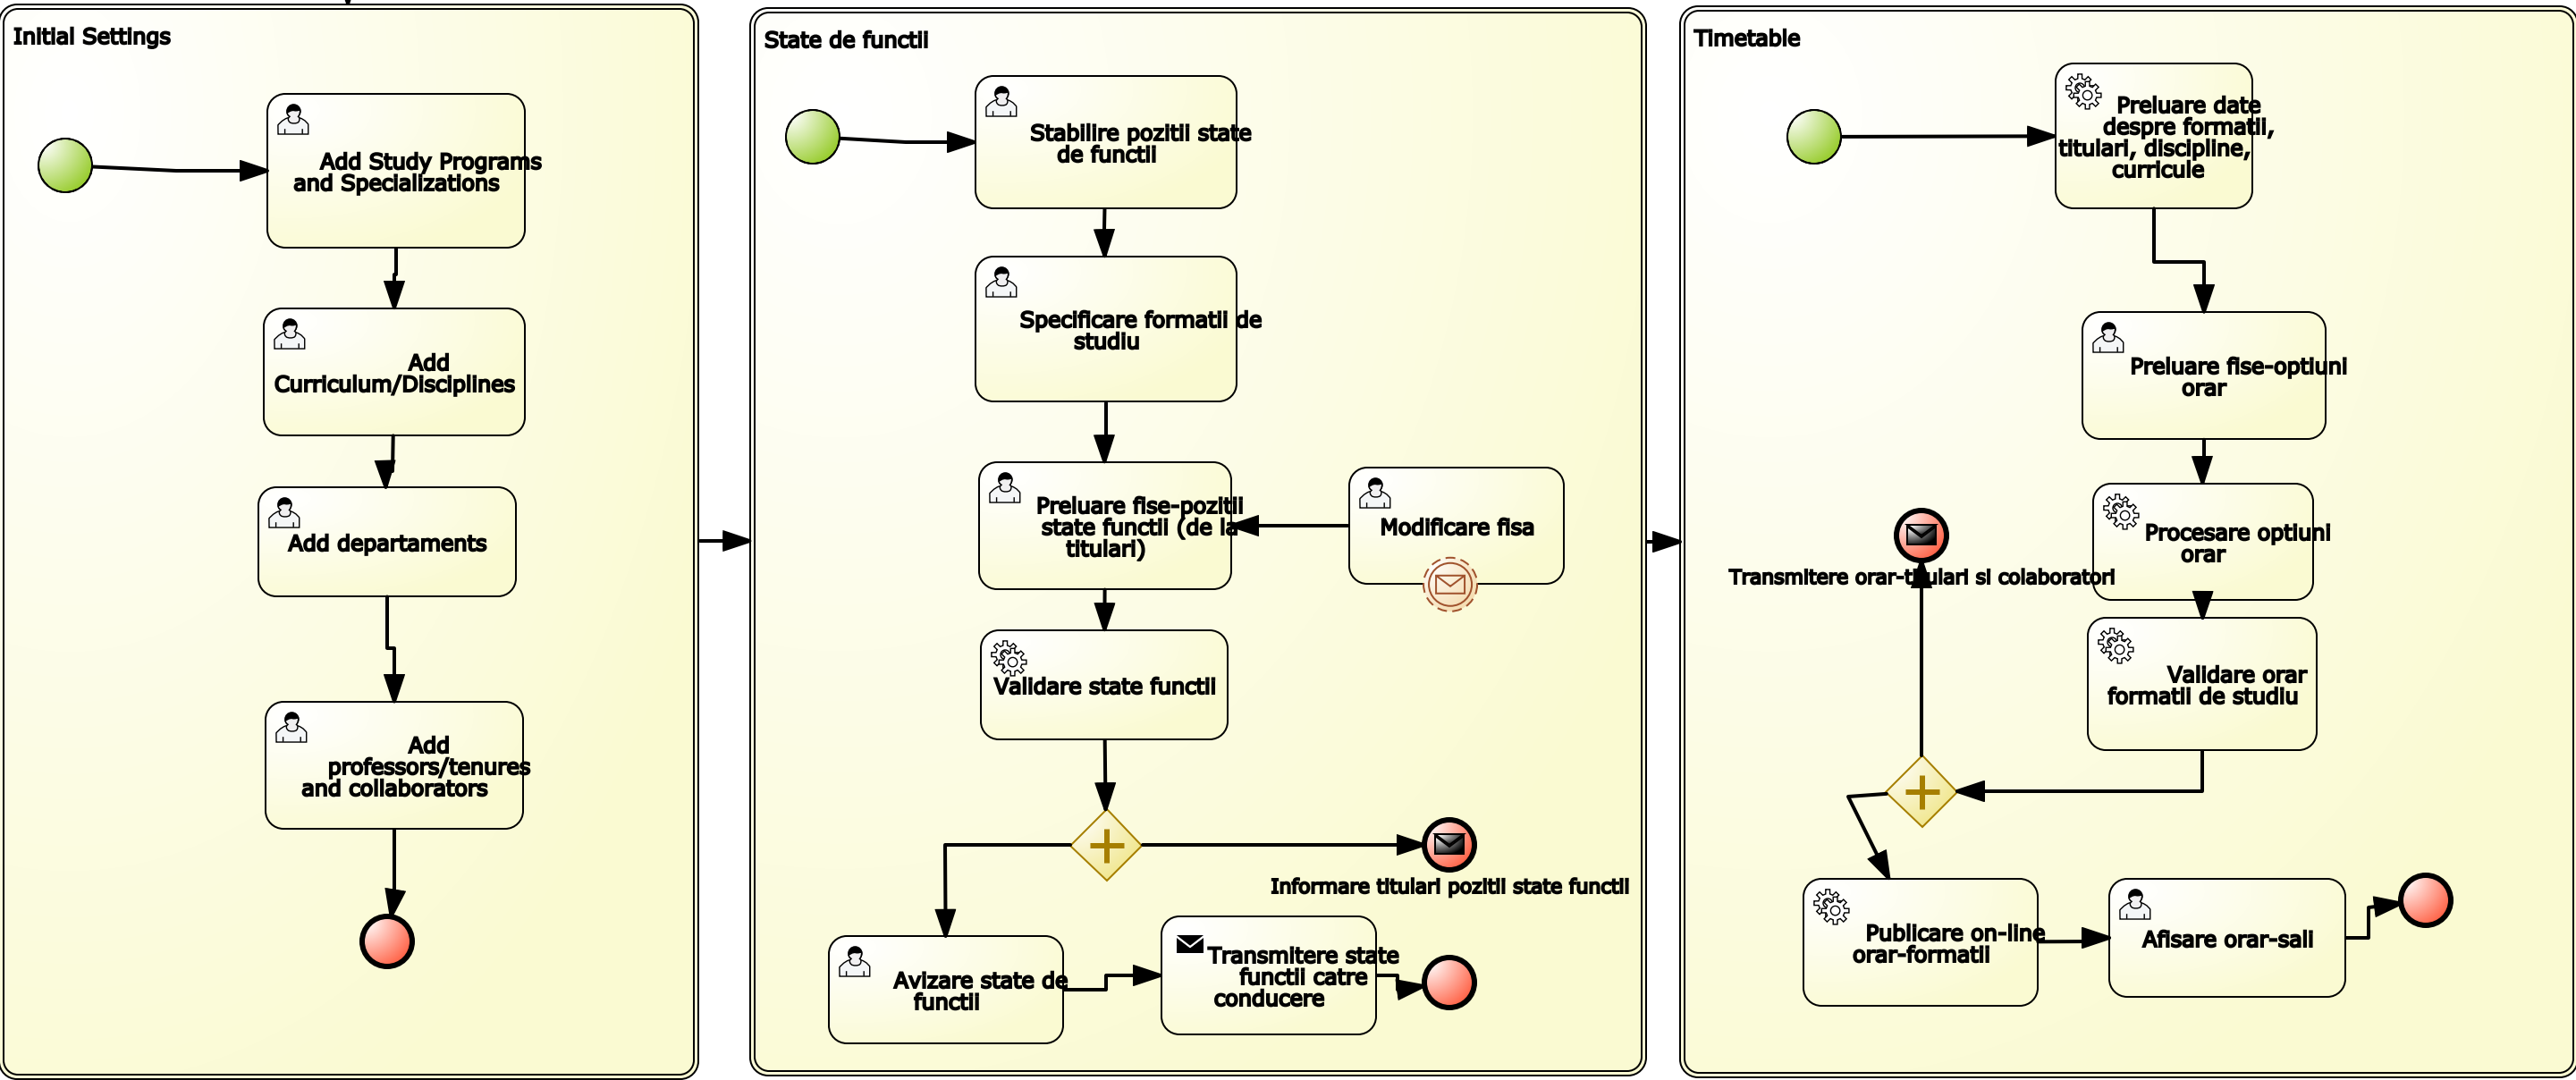 Initial Settings
Add Study Programs
and Specializations
Add
Curriculum/Disciplines
Add departaments
Add
professors/tenures
and collaborators
State de functii
Stabilire pozitii state
de functii
Specificare formatii de
studiu
Preluare fise-pozitii
state functii (de la
titulari)
Modificare fisa
Validare state functii
Informare titulari pozitii state functii
Avizare state de
functii
Transmitere state
functii catre
conducere
Timetable
Preluare date
despre formatii,
titulari, discipline,
curricule
Preluare fise-optiuni
orar
Procesare optiuni
orar
Transmitere orar-titulari si colaboratori
Validare orar
formatii de studiu
Publicare on-line
orar-formatii
Afisare orar-sali